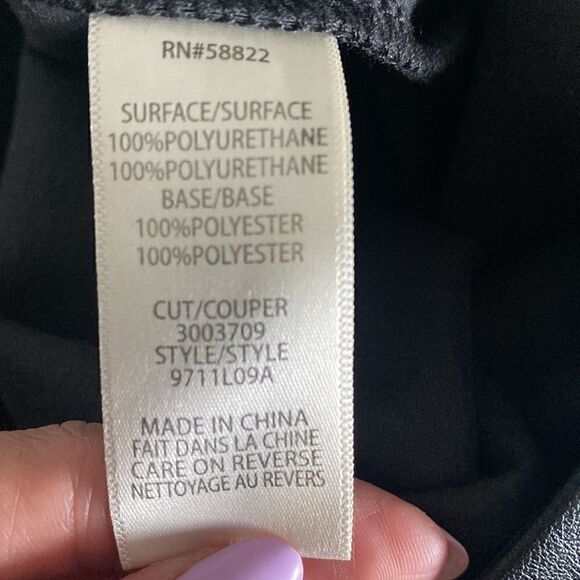 RN#58822
SURFACE/SURFACE
100%POLYURETHANE
100%POLYURETHANE
BASE/BASE
100%POLYESTER
100%POLYESTER
CUT/COUPER
3003709
STYLE/STYLE
9711L09A
MADE IN CHINA
FAIT DANS LA CHINE
CARE ON REVERSE
NETTOYAGE AU REVERS